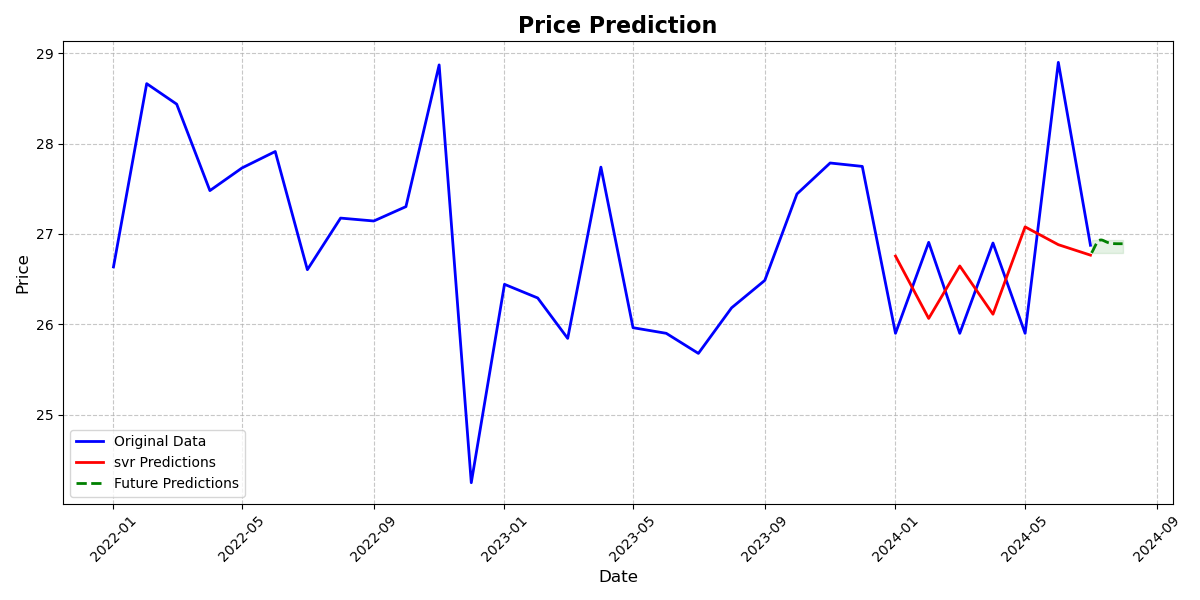 Price Prediction
29
28
27
26
25
Price
Original Data
svr Predictions
Future Predictions
2022-01
2022-05
2022-09
2023-01
2023-05
2023-09
2024-01
2024-05
2024-09
Date